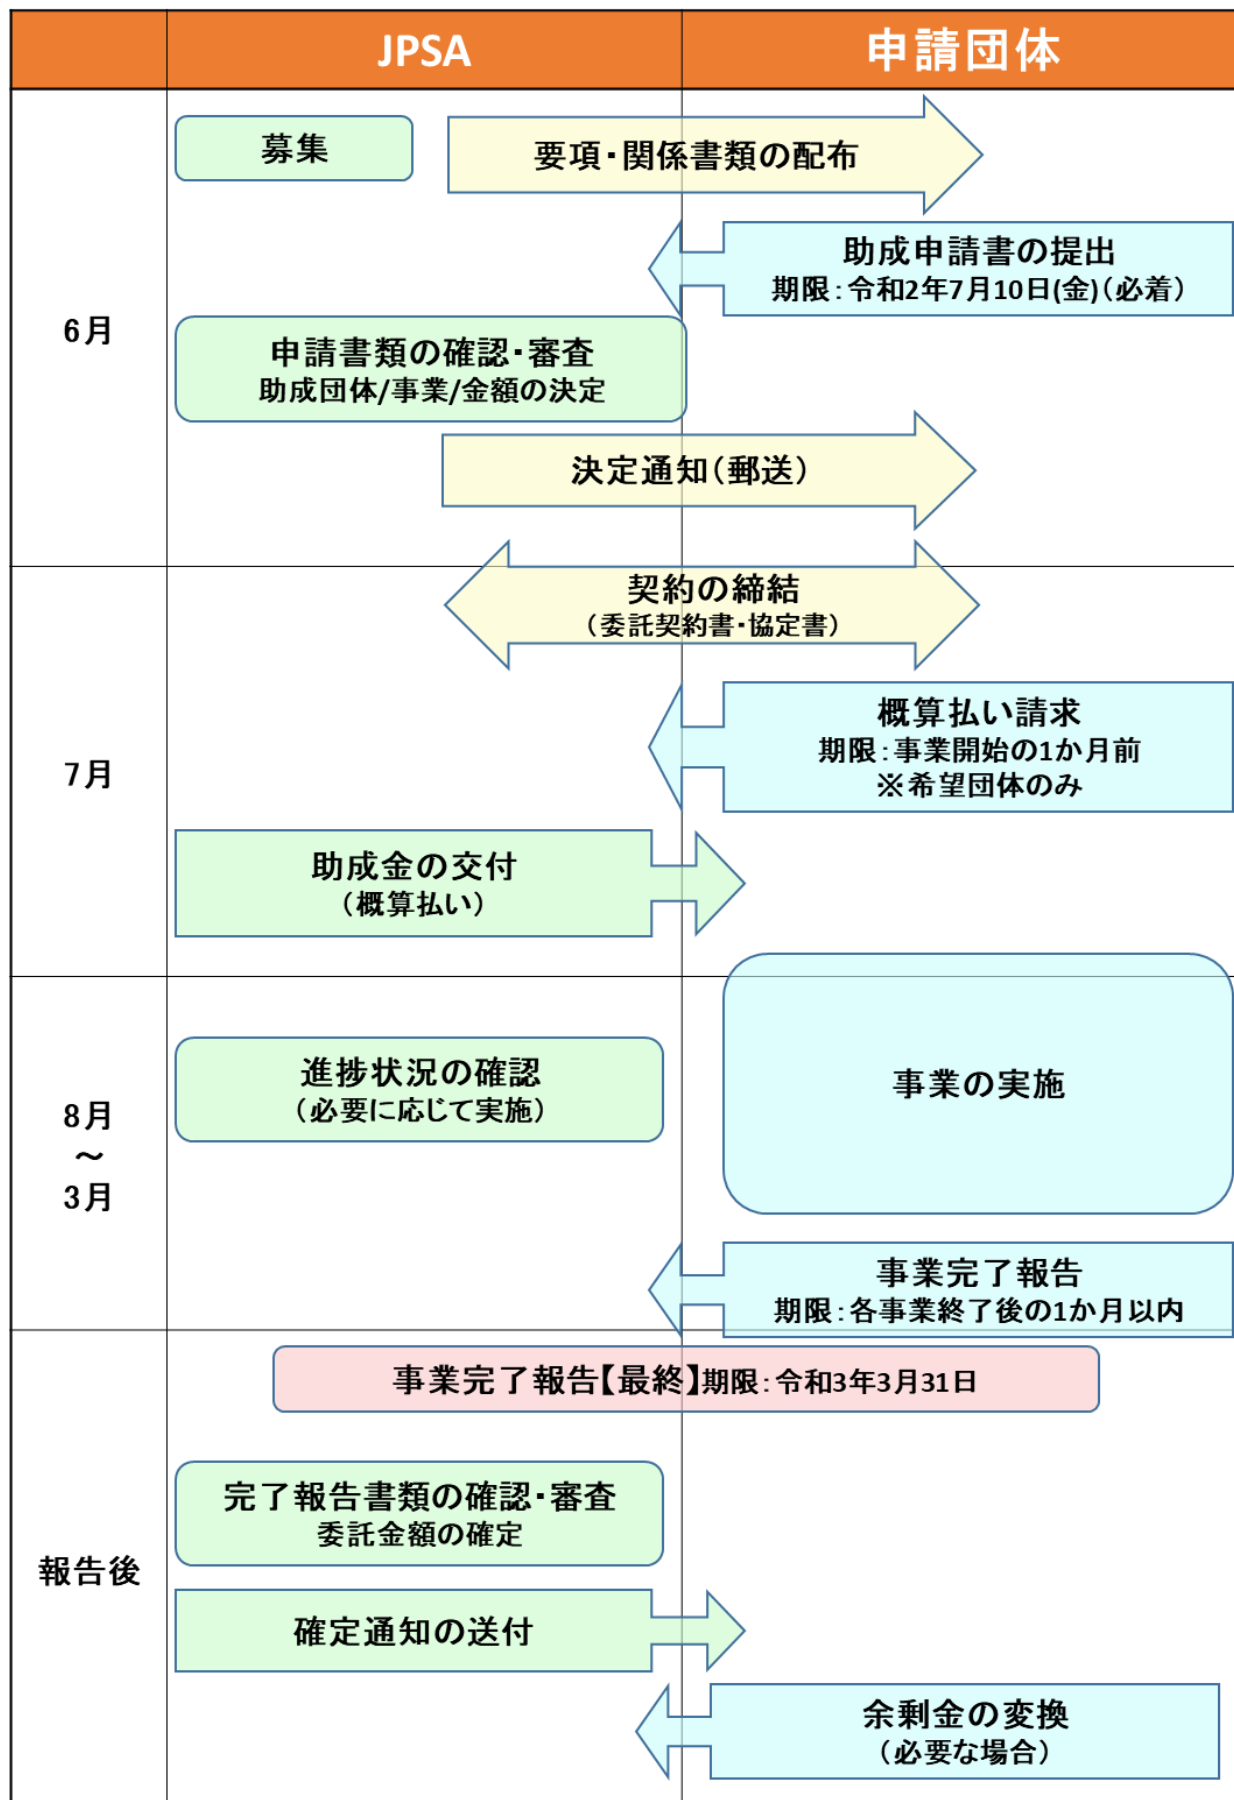 JPSA
申請団体
6月
募集
要項・関係書類の配布
助成申請書の提出
期限：令和2年7月10日(金)（必着）
申請書類の確認・審査
助成団体/事業/金額の決定
決定通知（郵送）
7月
契約の締結
（委託契約書・協定書）
概算払い請求
期限：事業開始の1か月前
※希望団体のみ
助成金の交付
（概算払い）
8月
～
3月
進捗状況の確認
（必要に応じて実施）
事業の実施
事業完了報告
期限：各事業終了後の1か月以内
報告後
事業完了報告【最終】期限：令和3年3月31日
完了報告書類の確認・審査
委託金額の確定
確定通知の送付
余剰金の変換
（必要な場合）